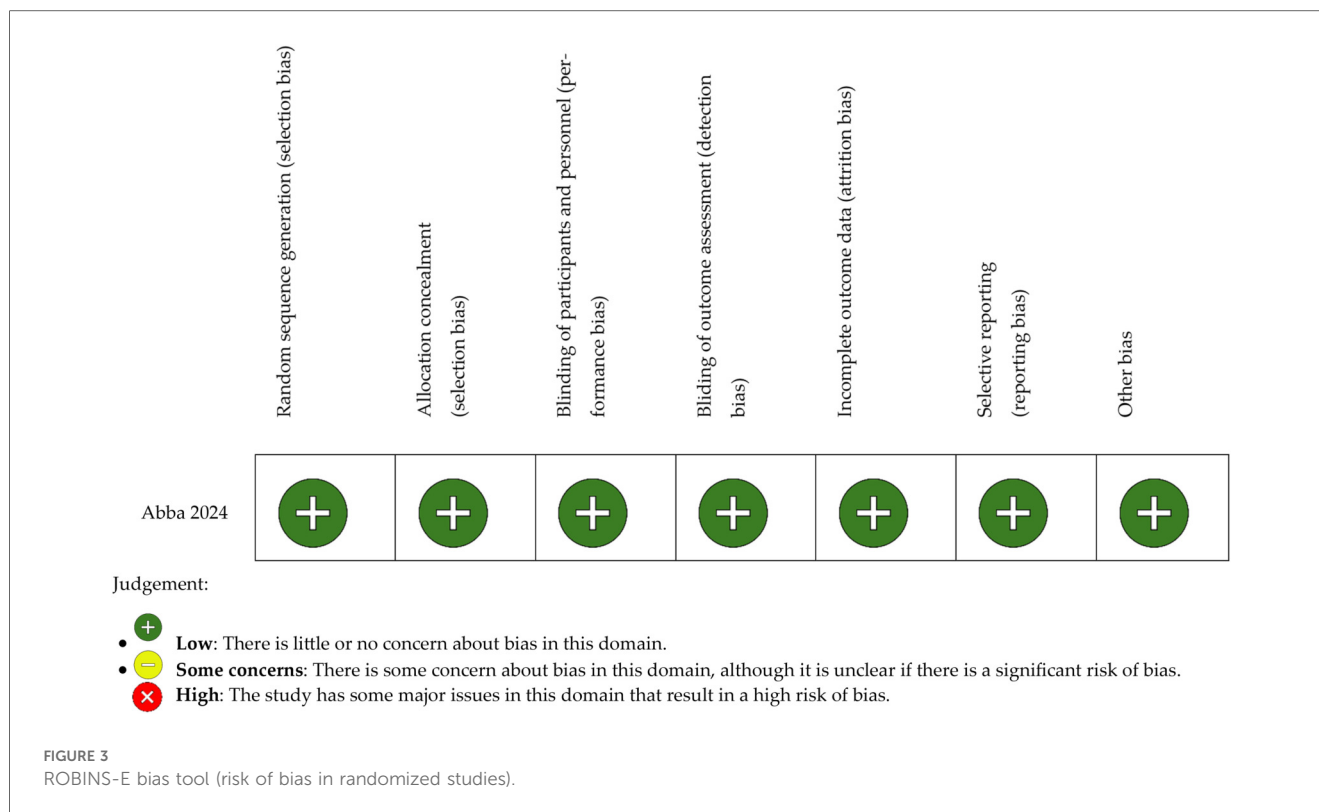 Random sequence generation (selection bias)
Allocation concealment
(selection bias)
Blinding of participants and personnel (per-
formance bias)
Bliding of outcome assessment (detection
bias)
Incomplete outcome data (attrition bias)
Selective reporting
(reporting bias)
Other bias
Abba 2024
Judgement:
• Low: There is little or no concern about bias in this domain.
• Some concerns: There is some concern about bias in this domain, although it is unclear if there is a significant risk of bias.
High: The study has some major issues in this domain that result in a high risk of bias.
FIGURE 3
ROBINS-E bias tool (risk of bias in randomized studies).